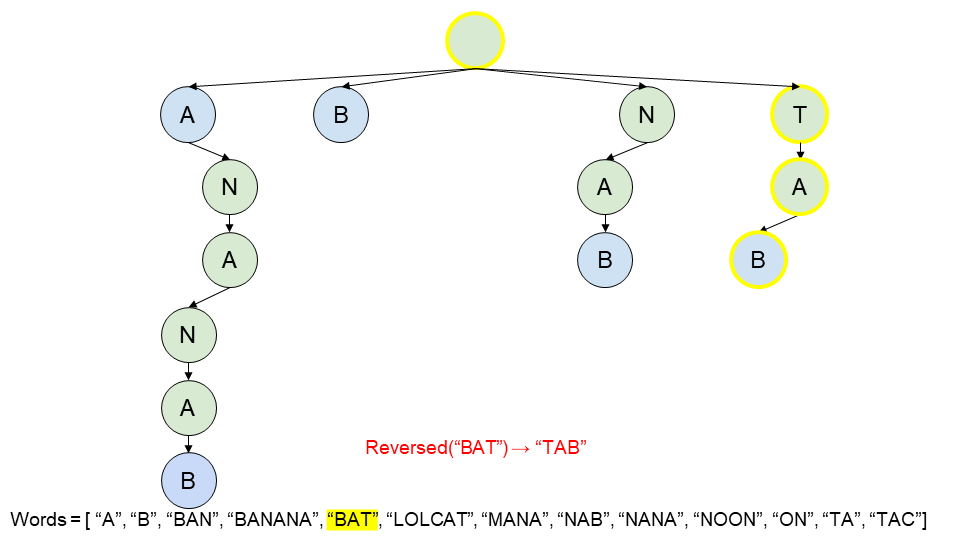 A B N T
N A A
A B B
N
A
Reversed(“BAT”) → “TAB”
B
Words = [ “A”, “B”, “BAN”, “BANANA”, “BAT”, “LOLCAT”, “MANA”, “NAB”, “NANA”, “NOON”, “ON”, “TA”, “TAC”]